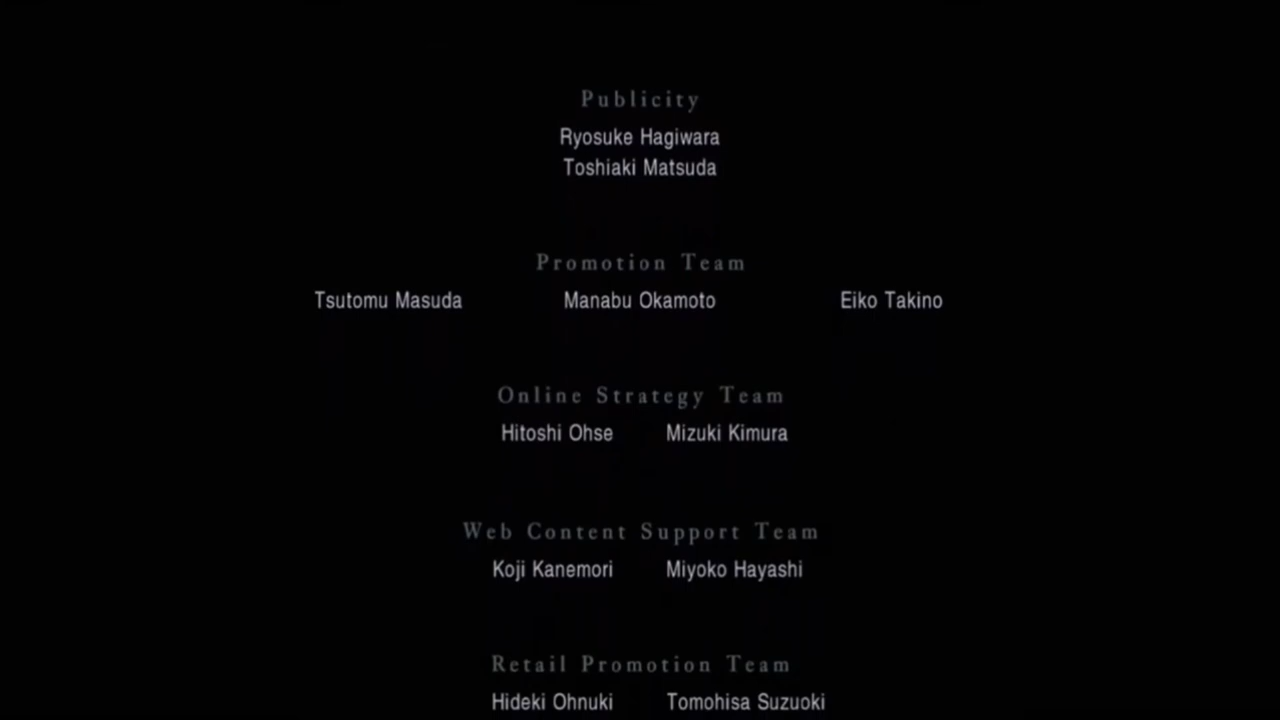 Publicity
Ryosuke Hagiwara
Toshiaki Matsuda
Promotion Team
Tsutomu Masuda Manabu Okamoto Eiko Takino
Online Strategy Team
Hitoshi Ohse Mizuki Kimura
Web Content Support Team
Koji Kanemori Miyoko Hayashi
Retail Promotion Team
Hideki Ohnuki Tomohisa Suzuoki